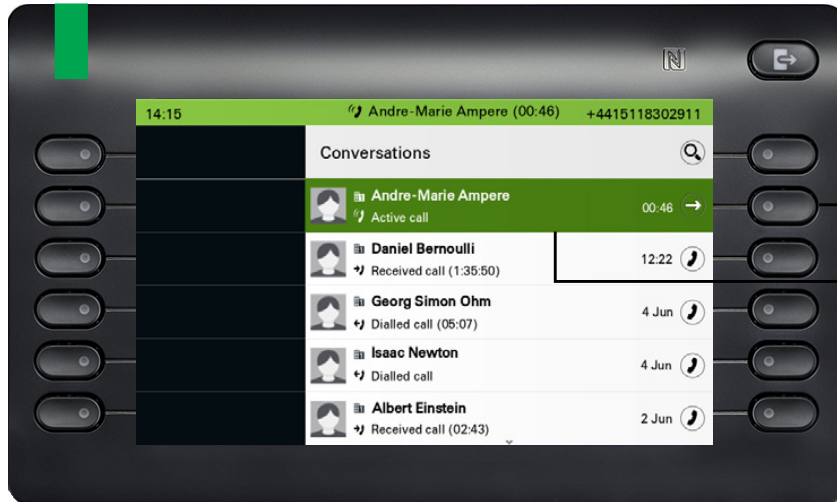 14:15 Andre-Marie Ampere (00:46) +4415118302911
Conversations
Andre-Marie Ampere
Active call
00:46
Daniel Bernoulli
Received call (1:35:50)
12:22
Georg Simon Ohm
Dialled call (05:07)
4 Jun
Isaac Newton
Dialled call
4 Jun
Albert Einstein
Received call (02:43)
2 Jun